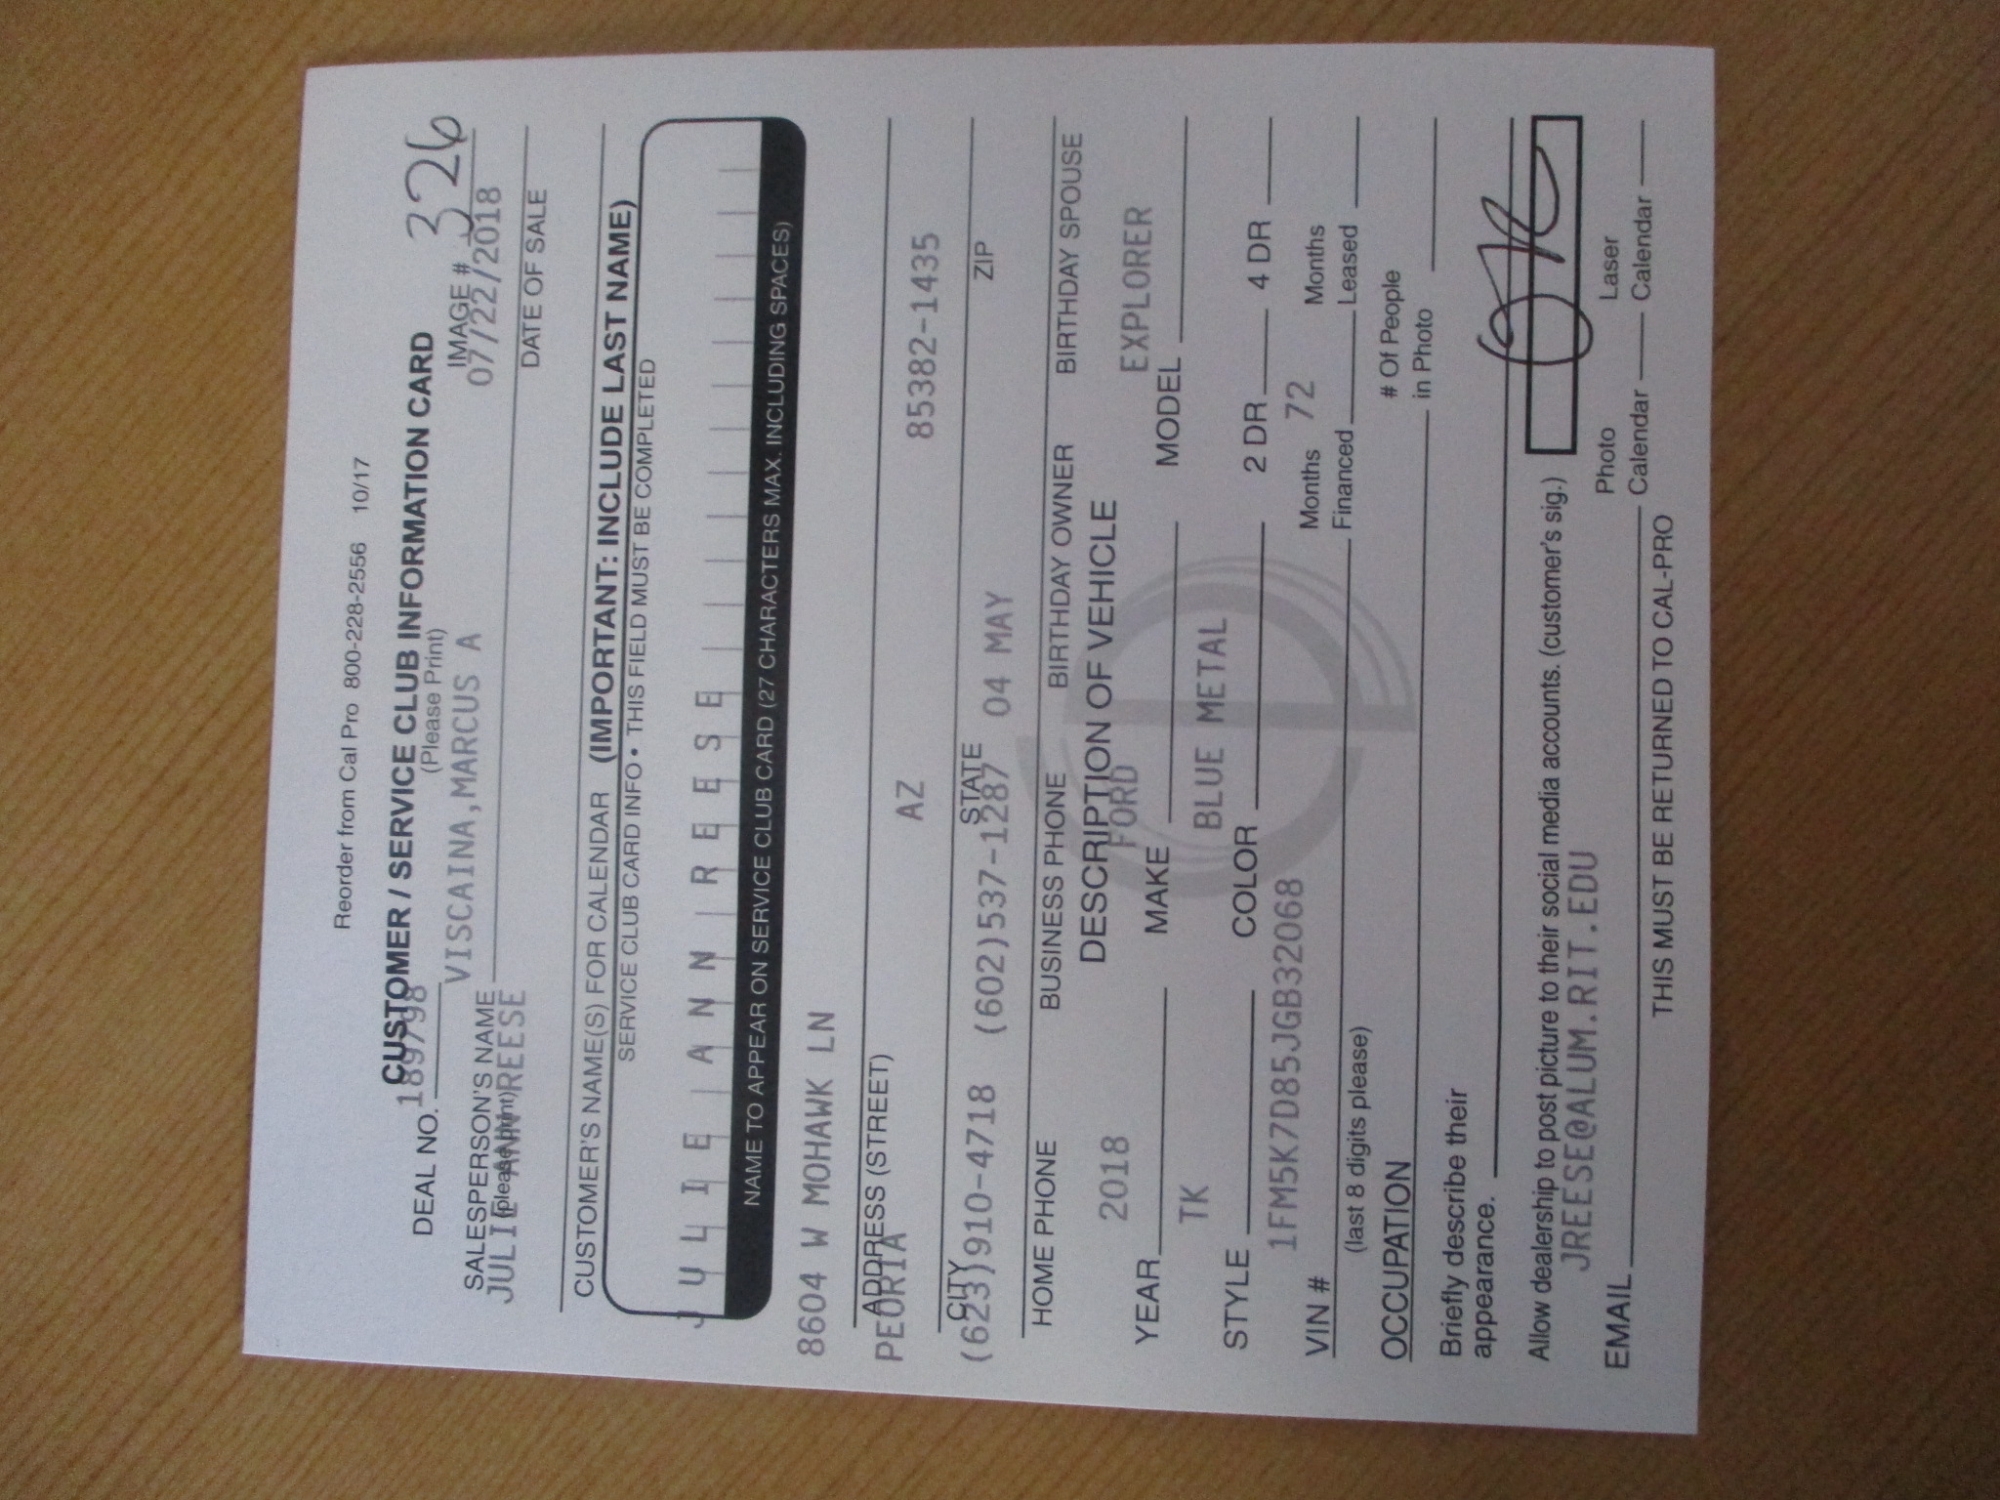 Reorder from Cal Pro 800-228-2556 10/17
CUSTOMER / SERVICE CLUB INFORMATION CARD
(Please Print)
DEAL NO. 189798 IMAGE # 326
VISCAINA,MARCUS A 07/22/2018
SALESPERSON'S NAME DATE OF SALE
(please print)
JULIE ANN REESE
CUSTOMER'S NAME(S) FOR CALENDAR (IMPORTANT: INCLUDE LAST NAME)
SERVICE CLUB CARD INFO • THIS FIELD MUST BE COMPLETED
JULIE ANN REESE
NAME TO APPEAR ON SERVICE CLUB CARD (27 CHARACTERS MAX. INCLUDING SPACES)
8604 W MOHAWK LN
ADDRESS (STREET)
PEORIA AZ 85382-1435
CITY STATE ZIP
(623)910-4718 (602)537-1287 04 MAY
HOME PHONE BUSINESS PHONE BIRTHDAY OWNER BIRTHDAY SPOUSE
DESCRIPTION OF VEHICLE
2018 FORD EXPLORER
YEAR MAKE MODEL
TK BLUE METAL
STYLE COLOR 2 DR 4 DR
1FM5K7D85JGB32068 72
VIN # Months Financed Months Leased
(last 8 digits please)
OCCUPATION # Of People in Photo
Briefly describe their
appearance.
Allow dealership to post picture to their social media accounts. (customer's sig.)
JREESE@ALUM.RIT.EDU
EMAIL Photo Calendar Laser Calendar
THIS MUST BE RETURNED TO CAL-PRO